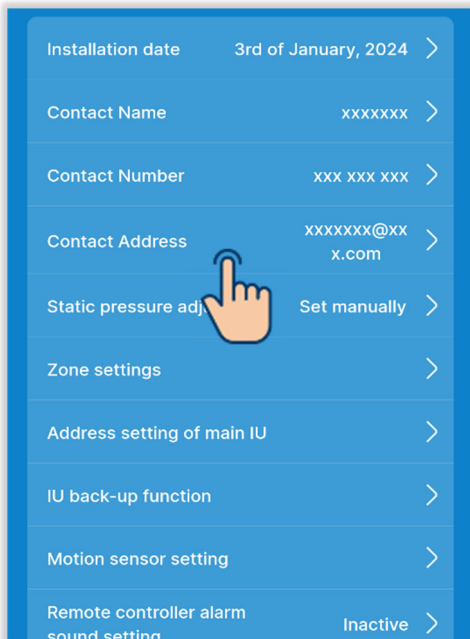 Installation date 3rd of January, 2024
Contact Name xxxxxxx
Contact Number xxx xxx xxx
Contact Address xxxxxxx@xx
x.com
Static pressure Set manually
Zone settings
Address setting of main IU
IU back-up function
Motion sensor setting
Remote controller alarm
sound setting Inactive